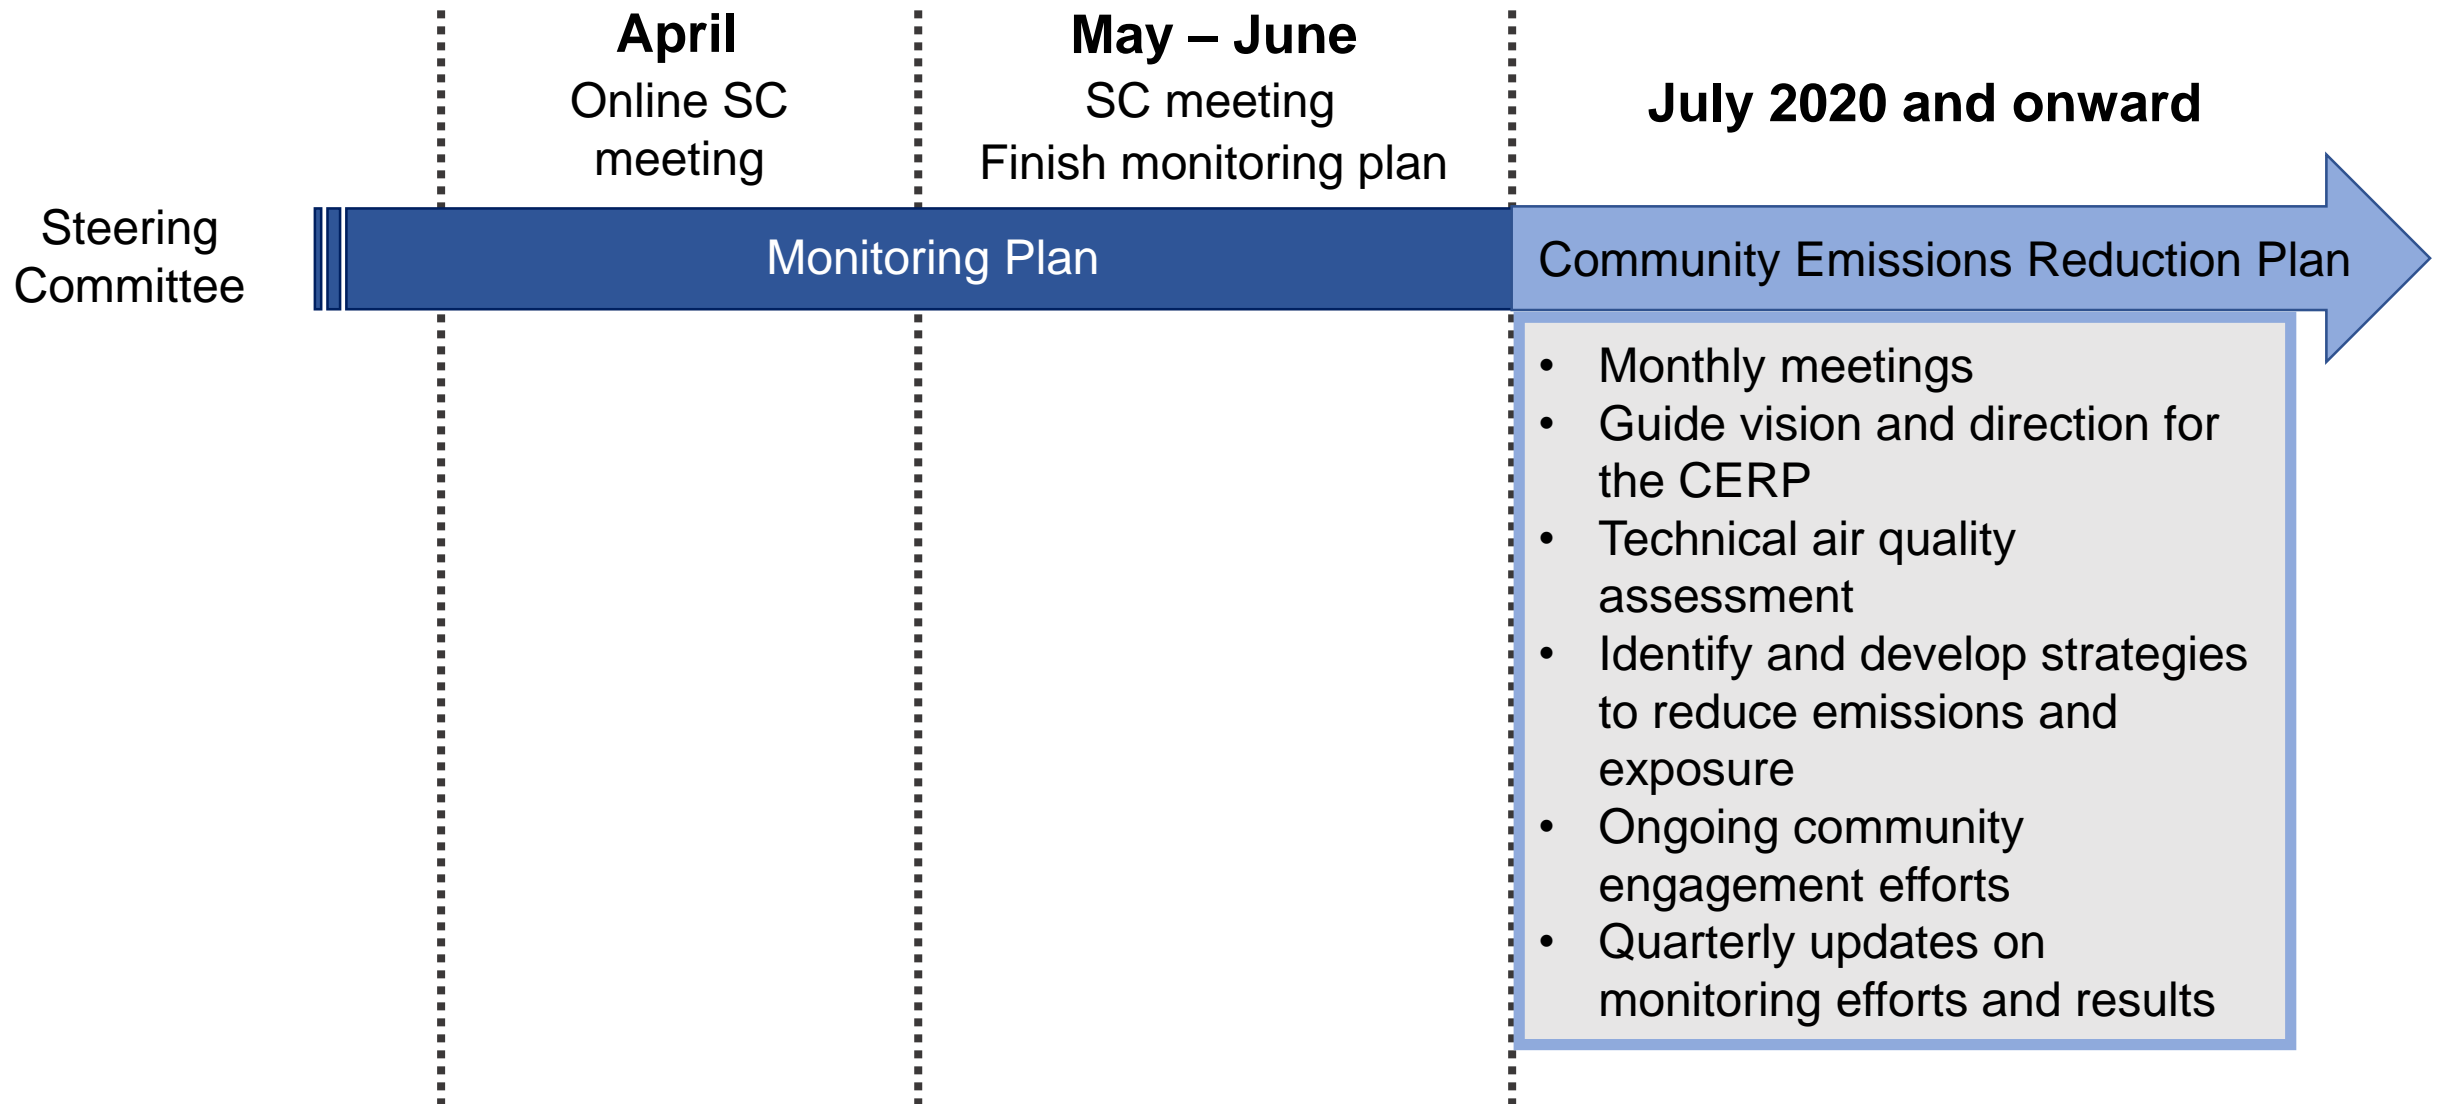 April
Online SC
meeting
May – June
SC meeting
Finish monitoring plan
July 2020 and onward
Steering
Committee
Monitoring Plan
Community Emissions Reduction Plan
• Monthly meetings
• Guide vision and direction for
the CERP
• Technical air quality
assessment
• Identify and develop strategies
to reduce emissions and
exposure
• Ongoing community
engagement efforts
• Quarterly updates on
monitoring efforts and results